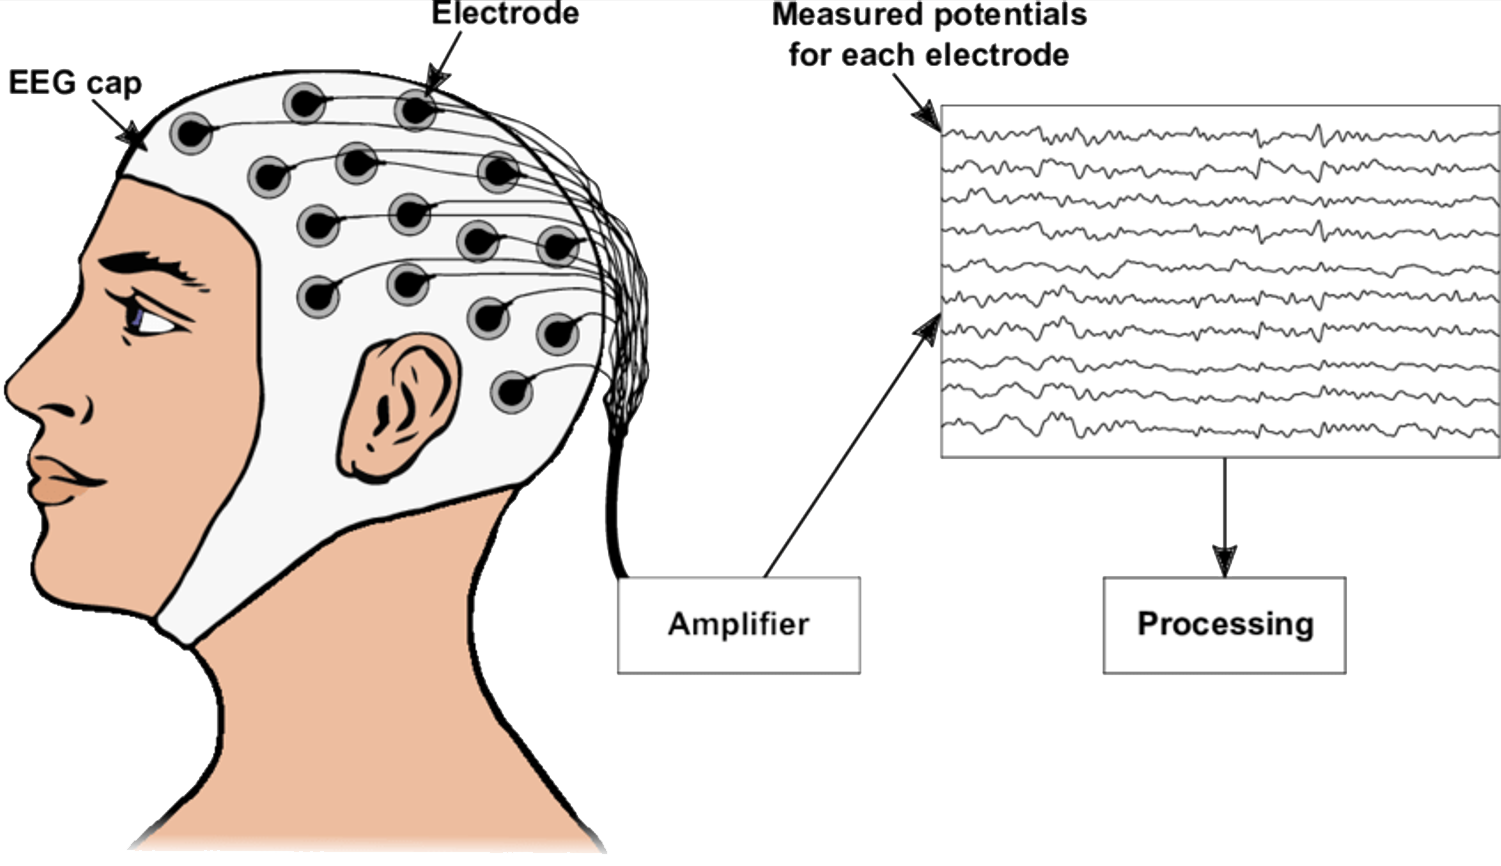 Electrode
Measured potentials
for each electrode
EEG cap
Amplifier
Processing